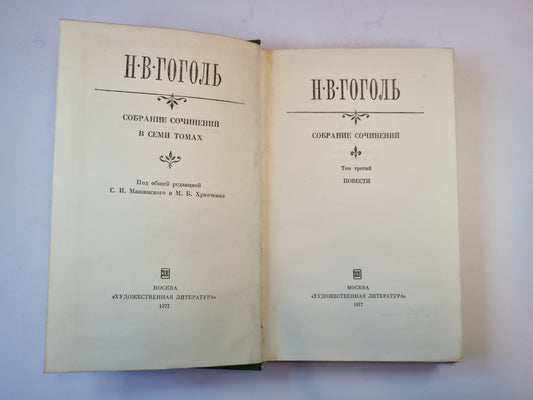 Н·В·ГОГОЛЬ
СОБРАНИЕ СОЧИНЕНИЙ
В СЕМИ ТОМАХ
Под общей редакцией
С. И. Машинского и М. Б. Храпченко
МОСКВА
«ХУДОЖЕСТВЕННАЯ ЛИТЕРАТУРА»
1977
Н·В·ГОГОЛЬ
СОБРАНИЕ СОЧИНЕНИЙ
Том третий
ПОВЕСТИ
МОСКВА
«ХУДОЖЕСТВЕННАЯ ЛИТЕРАТУРА»
1977